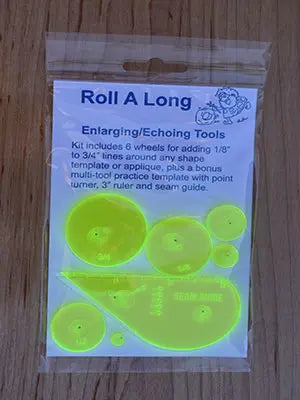 Roll A Long
Enlarging/Echoing Tools
Kit includes 6 wheels for adding 1/8"
to 3/4" lines around any shape
template or applique, plus a bonus
multi-tool practice template with point
turner, 3" ruler and seam guide.
3/4
SEAM GUIDE